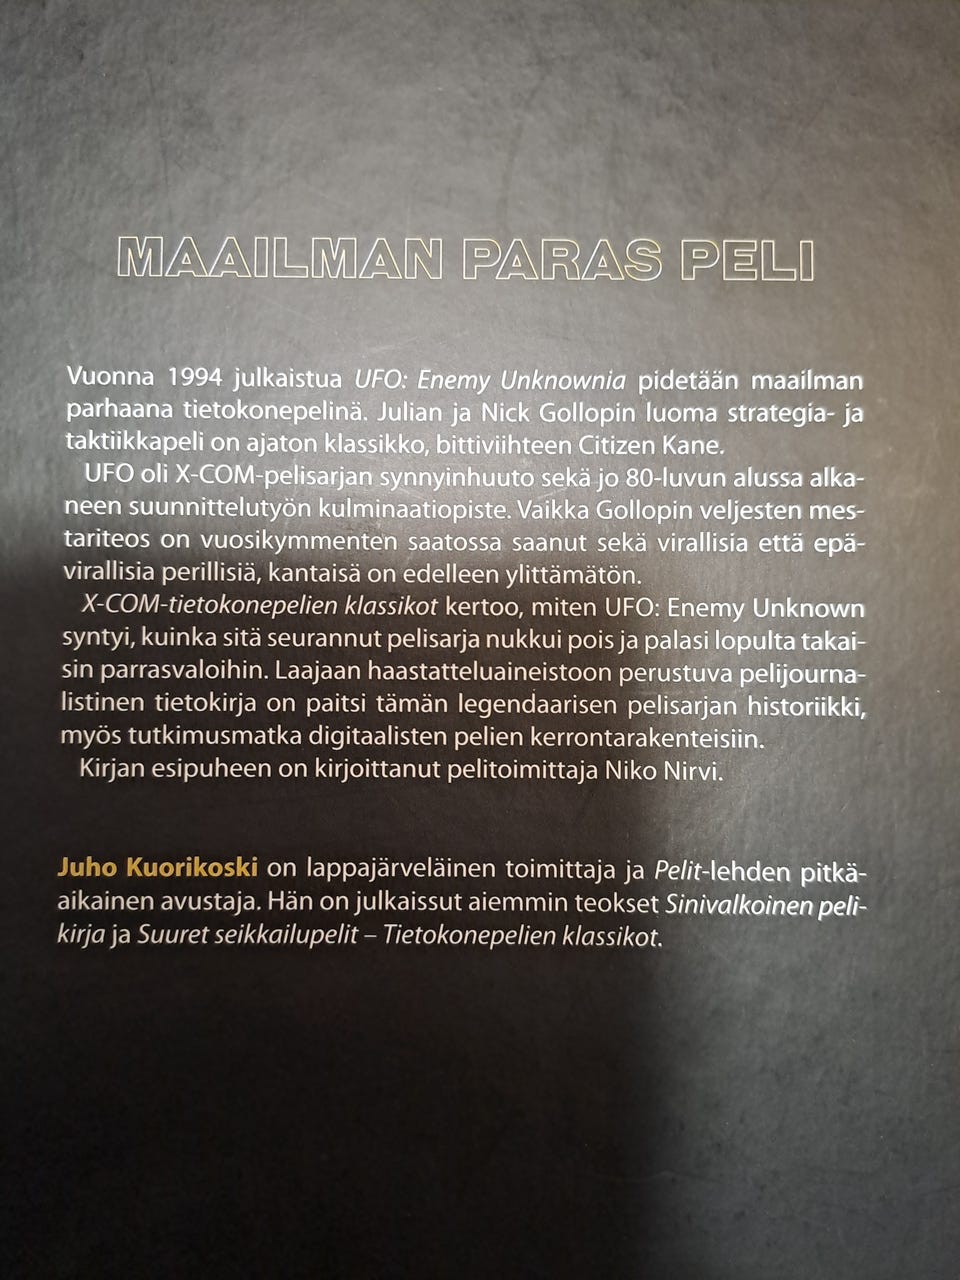 MAAILMAN PARAS PELI
Vuonna 1994 julkaistua UFO: Enemy Unknownia pidetään maailman
parhaana tietokonepelinä. Julian ja Nick Gollopin luoma strategia- ja
taktiikkapeli on ajaton klassikko, bittiviihteen Citizen Kane.
UFO oli X-COM-pelisarjan synnyinhuuto sekä jo 80-luvun alussa alka-
neen suunnittelutyön kulminaatiopiste. Vaikka Gollopin veljesten mes-
tariteos on vuosikymmenten saatossa saanut sekä virallisia että epä-
virallisia perillisiä, kantaisä on edelleen ylittämätön.
X-COM-tietokonepelien klassikot kertoo, miten UFO: Enemy Unknown
syntyi, kuinka sitä seurannut pelisarja nukkui pois ja palasi lopulta takai-
sin parrasvaloihin. Laajaan haastatteluaineistoon perustuva pelijourna-
listinen tietokirja on paitsi tämän legendaarisen pelisarjan historiikki,
myös tutkimusmatka digitaalisten pelien kerrontarakenteisiin.
Kirjan esipuheen on kirjoittanut pelitoimittaja Niko Nirvi.
Juho Kuorikoski on lappajärveläinen toimittaja ja Pelit-lehden pitkä-
aikainen avustaja. Hän on julkaissut aiemmin teokset Sinivalkoinen peli-
kirja ja Suuret seikkailupelit – Tietokonepelien klassikot.